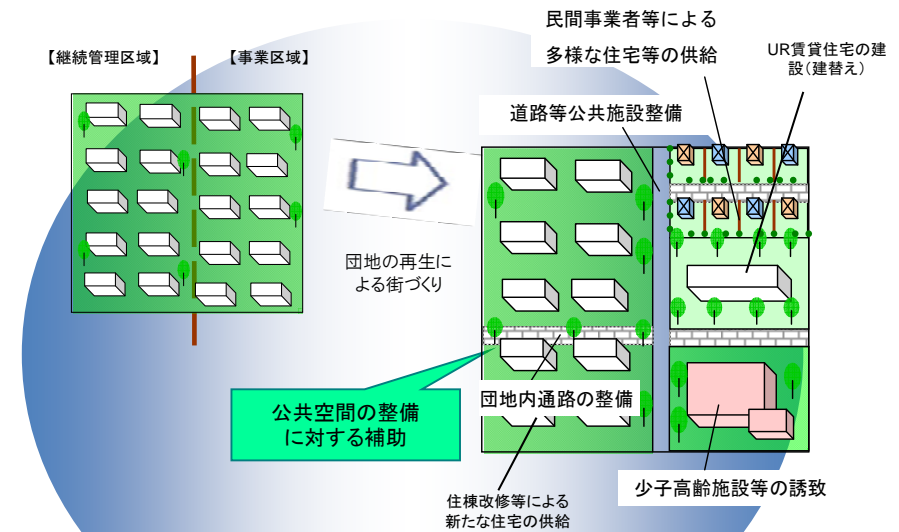 【継続管理区域】
【事業区域】
団地の再生に
よる街づくり
民間事業者等による
多様な住宅等の供給
UR賃貸住宅の建
設(建替え)
道路等公共施設整備
公共空間の整備
に対する補助
団地内通路の整備
住棟改修等による
新たな住宅の供給
少子高齢施設等の誘致